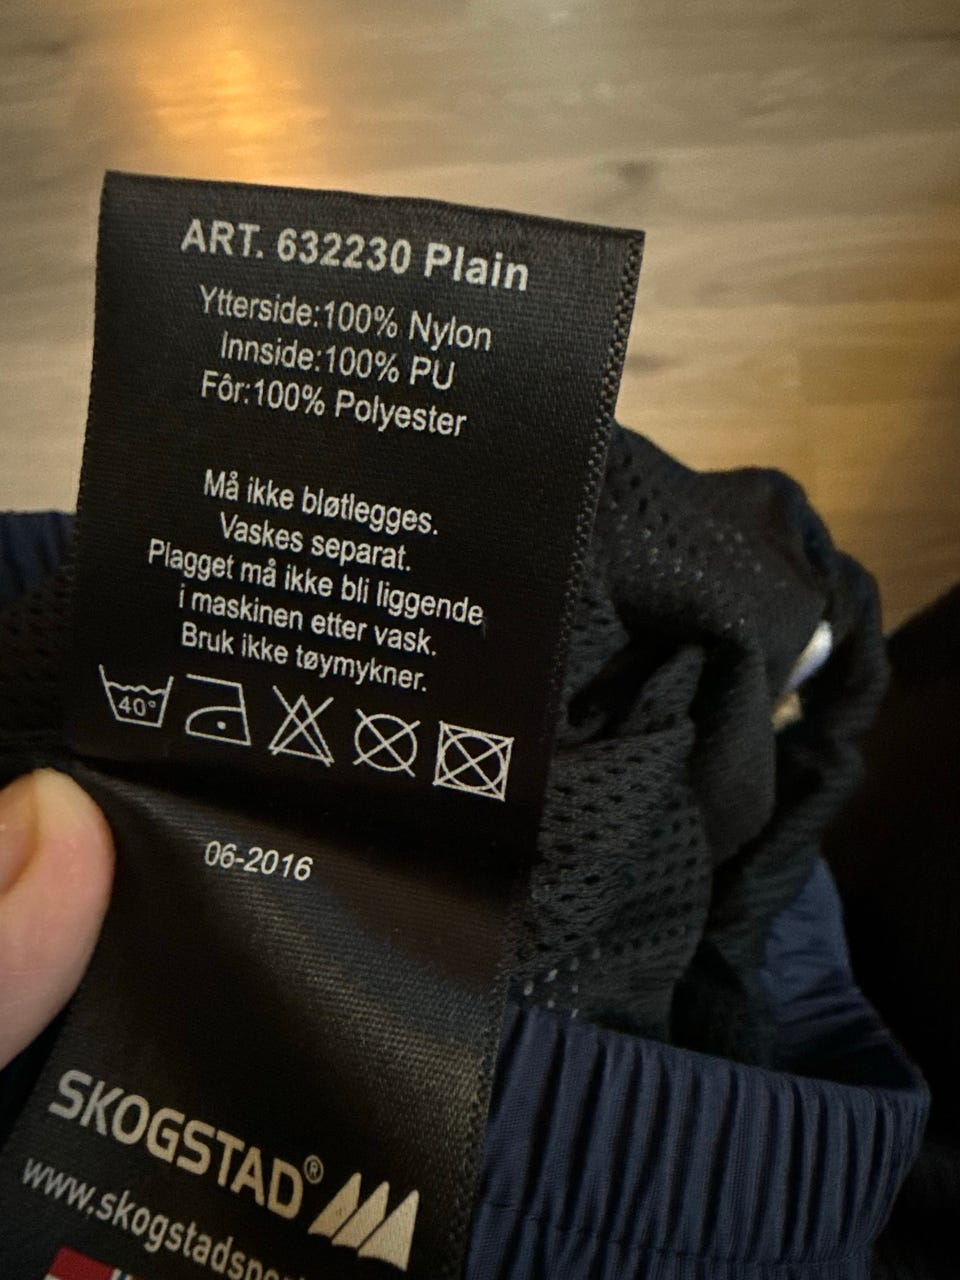 ART. 632230 Plain
Ytterside:100% Nylon
Innside:100% PU
Fôr:100% Polyester
Må ikke bløtlegges.
Vaskes separat.
Plagget må ikke bli liggende
i maskinen etter vask.
Bruk ikke tøymykner.
40°
06-2016
SKOGSTAD®